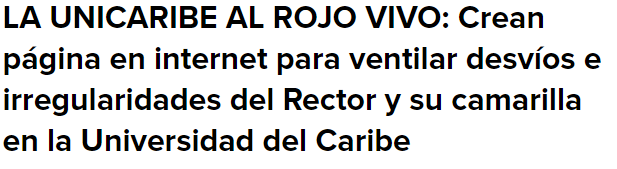 LA UNICARIBE AL ROJO VIVO: Crean
página en internet para ventilar desvíos e
irregularidades del Rector y su camarilla
en la Universidad del Caribe